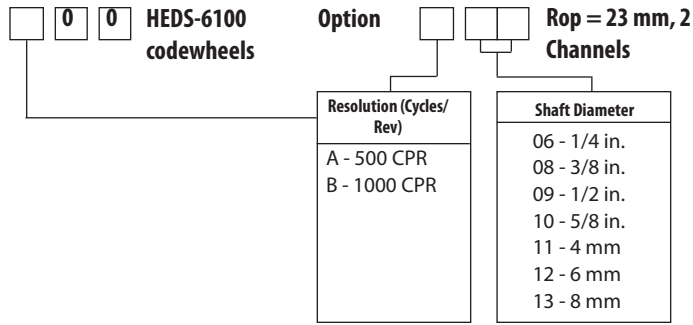 0 0 HEDS-6100 codewheels
Option
Rop = 23 mm, 2 Channels
Resolution (Cycles/
Rev)
A - 500 CPR
B - 1000 CPR
Shaft Diameter
06 - 1/4 in.
08 - 3/8 in.
09 - 1/2 in.
10 - 5/8 in.
11 - 4 mm
12 - 6 mm
13 - 8 mm